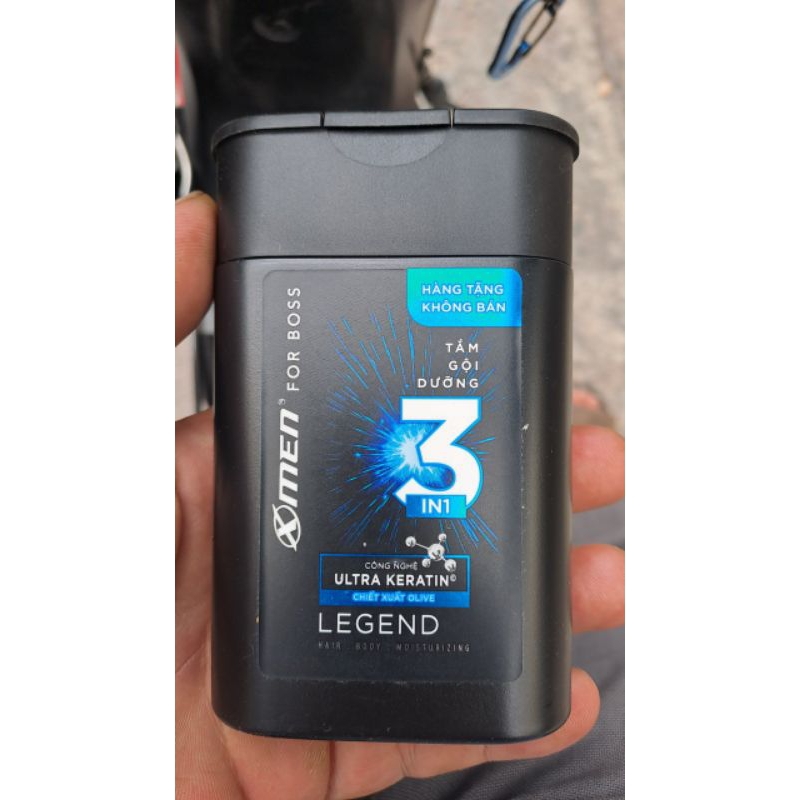 HÀNG TẶNG
KHÔNG BÁN
XMEN® FOR BOSS
TẮM
GỘI
DƯỠNG
3
IN1
CÔNG NGHỆ
ULTRA KERATIN©
CHIẾT XUẤT OLIVE
LEGEND
HAIR . BODY . MOISTURIZING